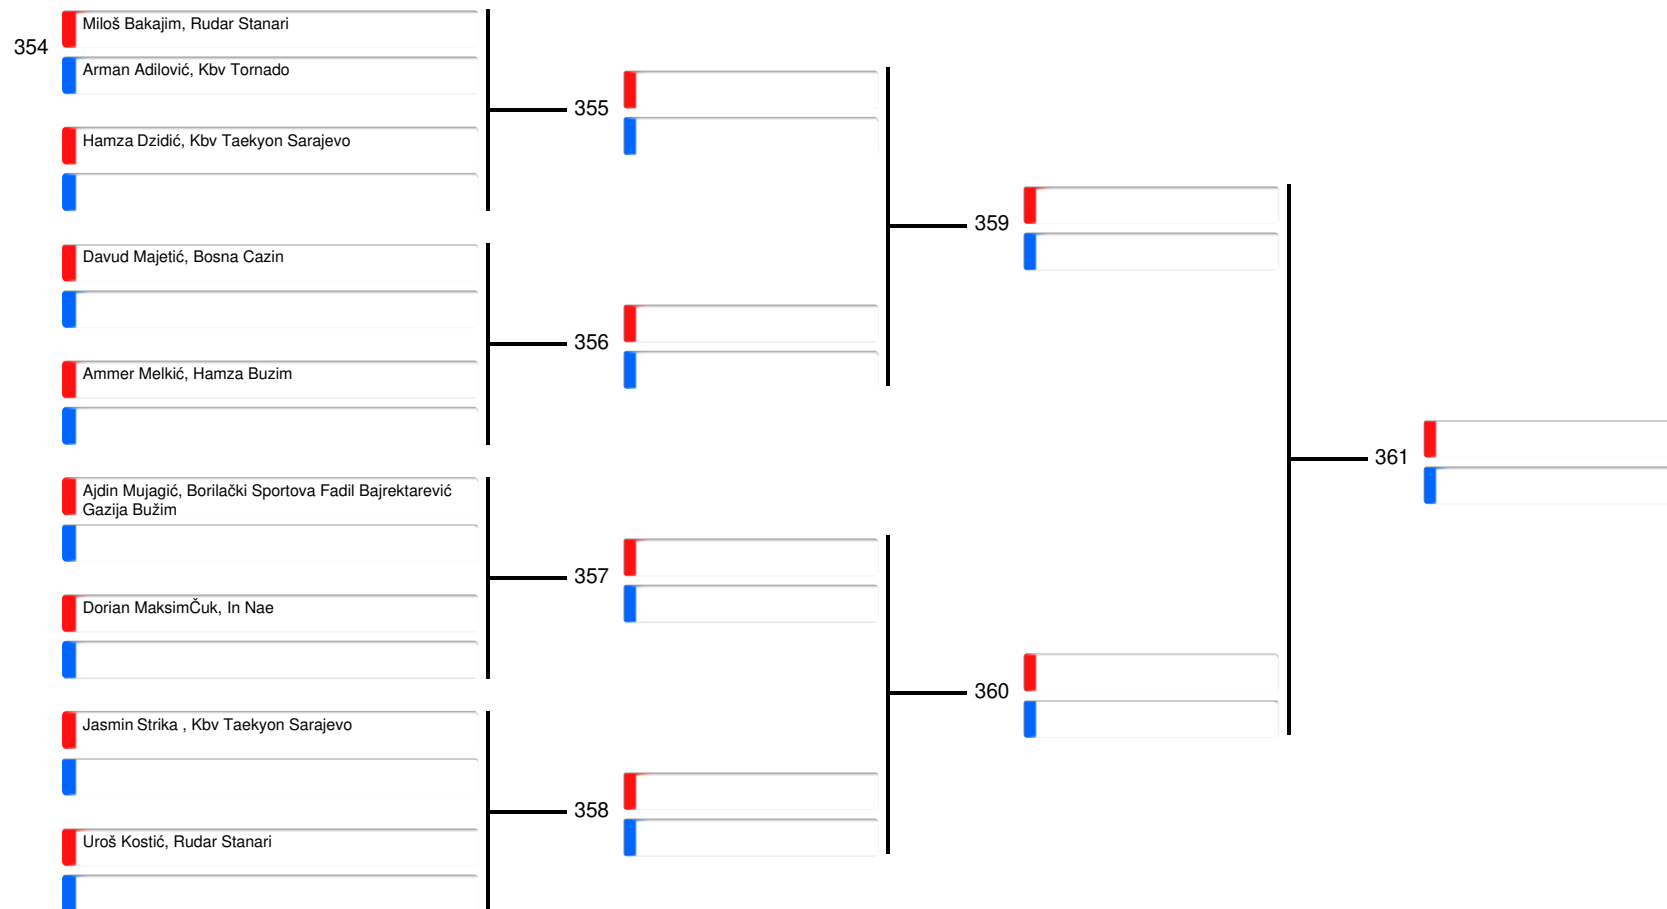 354
Miloš Bakajim, Rudar Stanari
Arman Adilović, Kbv Tornado
Hamza Dzidić, Kbv Taekyon Sarajevo
Davud Majetić, Bosna Cazin
Ammer Melkić, Hamza Buzim
Ajdin Mujagić, Borilački Sportova Fadil Bajrektarević
Gazija Bužim
Dorian MaksimČuk, In Nae
Jasmin Strika , Kbv Taekyon Sarajevo
Uroš Kostić, Rudar Stanari
355
356
357
358
359
360
361